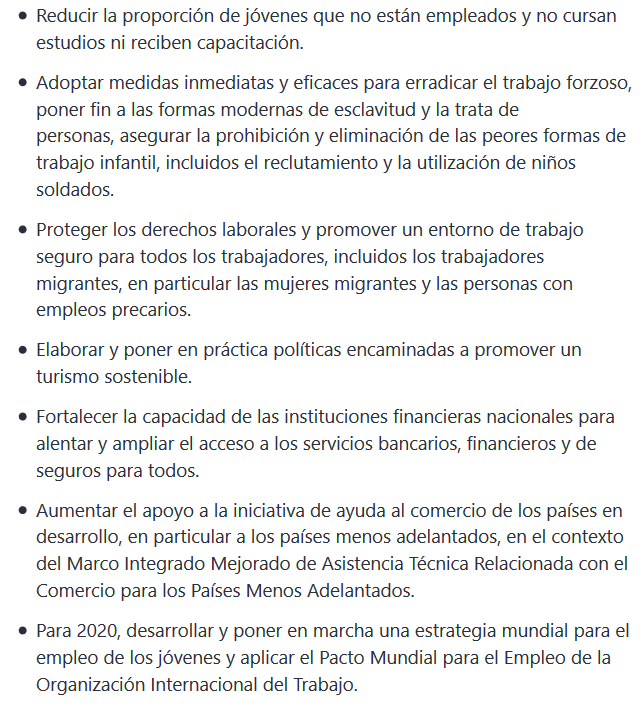 • Reducir la proporción de jóvenes que no están empleados y no cursan
estudios ni reciben capacitación.
• Adoptar medidas inmediatas y eficaces para erradicar el trabajo forzoso,
poner fin a las formas modernas de esclavitud y la trata de
personas, asegurar la prohibición y eliminación de las peores formas de
trabajo infantil, incluidos el reclutamiento y la utilización de niños
soldados.
• Proteger los derechos laborales y promover un entorno de trabajo
seguro para todos los trabajadores, incluidos los trabajadores
migrantes, en particular las mujeres migrantes y las personas con
empleos precarios.
• Elaborar y poner en práctica políticas encaminadas a promover un
turismo sostenible.
• Fortalecer la capacidad de las instituciones financieras nacionales para
alentar y ampliar el acceso a los servicios bancarios, financieros y de
seguros para todos.
• Aumentar el apoyo a la iniciativa de ayuda al comercio de los países en
desarrollo, en particular a los países menos adelantados, en el contexto
del Marco Integrado Mejorado de Asistencia Técnica Relacionada con el
Comercio para los Países Menos Adelantados.
• Para 2020, desarrollar y poner en marcha una estrategia mundial para el
empleo de los jóvenes y aplicar el Pacto Mundial para el Empleo de la
Organización Internacional del Trabajo.